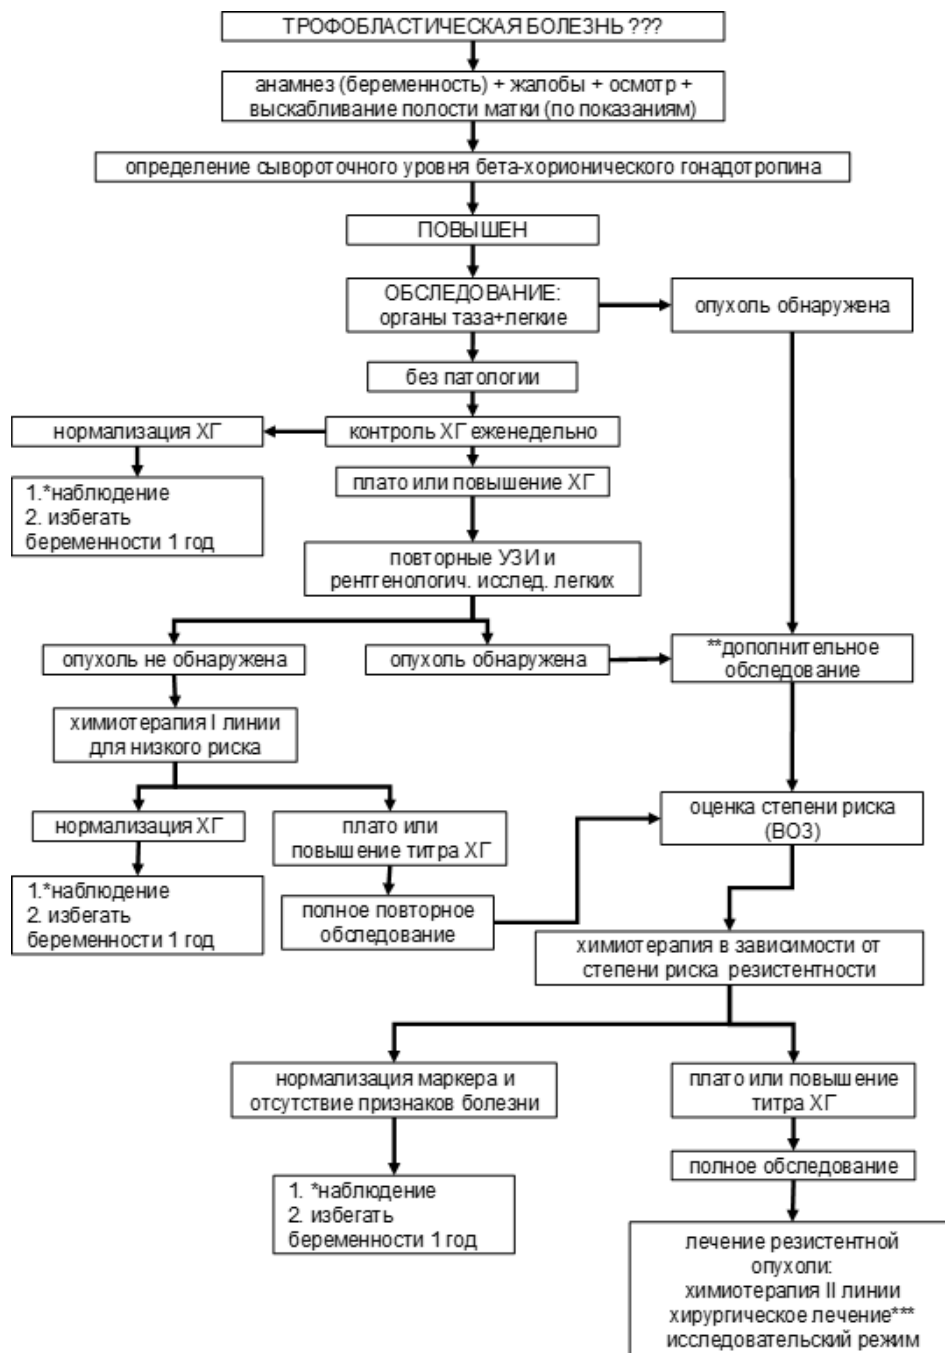 ТРОФОБЛАСТИЧЕСКАЯ БОЛЕЗНЬ ???
анамнез (беременность) + жалобы + осмотр +
выскабливание полости матки (по показаниям)
определение сывороточного уровня бета-хорионического гонадотропина
ПОВЫШЕН
ОБСЛЕДОВАНИЕ:
органы таза+легкие
опухоль обнаружена
без патологии
нормализация ХГ
контроль ХГ еженедельно
1.*наблюдение
2. избегать
беременности 1 год
плато или повышение ХГ
повторные УЗИ и
рентгенологич. исслед. легких
опухоль не обнаружена
опухоль обнаружена
**дополнительное
обследование
химиотерапия I линии
для низкого риска
нормализация ХГ
плато или
повышение титра ХГ
оценка степени риска
(ВОЗ)
1.*наблюдение
2. избегать
беременности 1 год
полное повторное
обследование
химиотерапия в зависимости от
степени риска резистентности
нормализация маркера и
отсутствие признаков болезни
плато или повышение
титра ХГ
1. *наблюдение
2. избегать
беременности 1 год
полное обследование
лечение резистентной
опухоли:
химиотерапия II линии
хирургическое лечение***
исследовательский режим